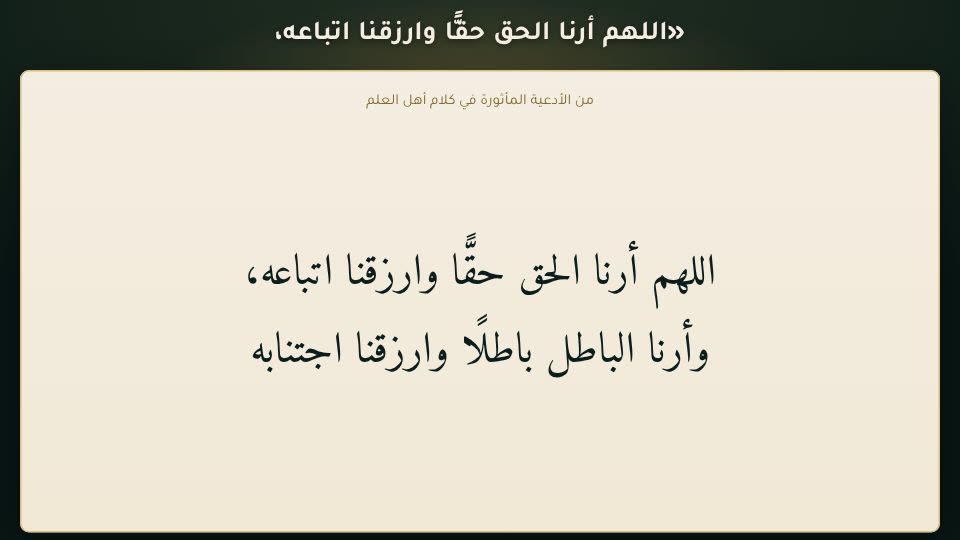 «اللهم أرنا الحق حقًّا وارزقنا اتباعه،
من الأدعية المأثورة في كلام أهل العلم
اللهم أرنا الحق حقًّا وارزقنا اتباعه،
وأرنا الباطل باطلًا وارزقنا اجتنابه